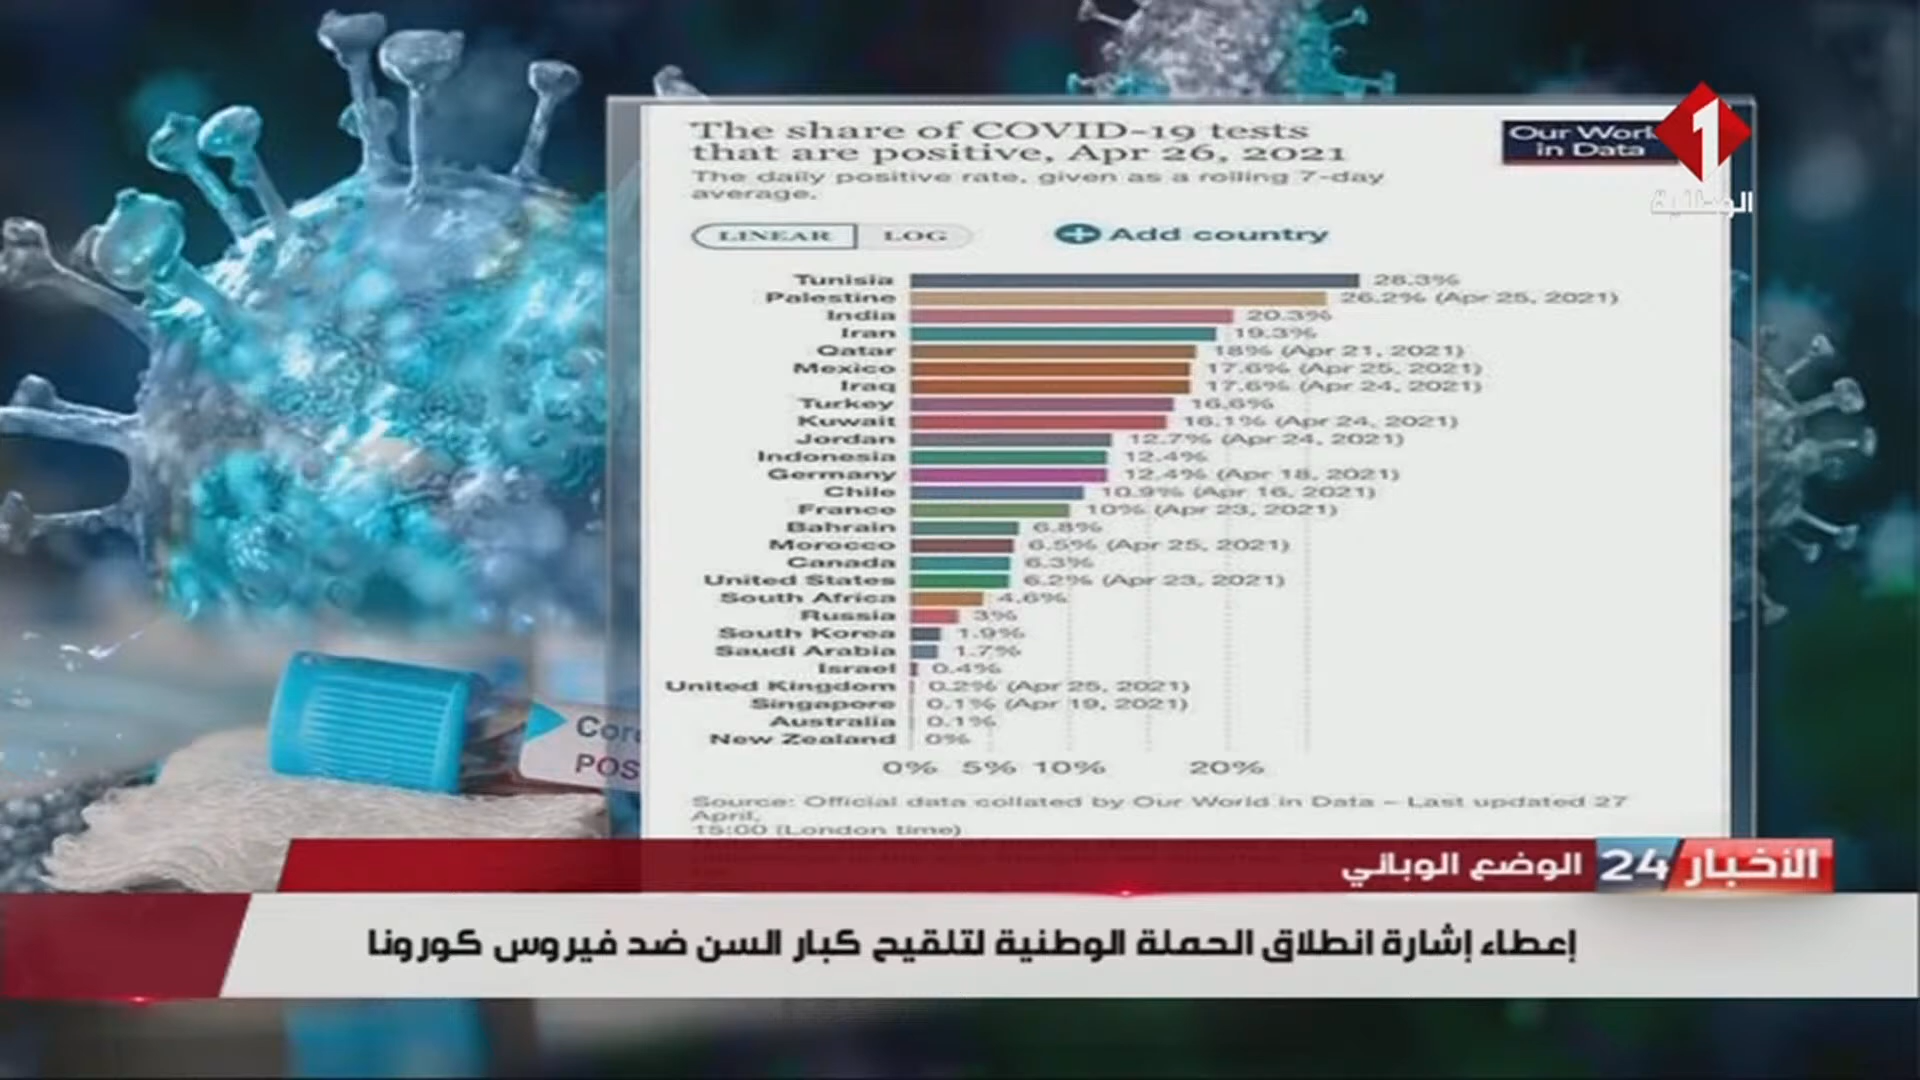 The share of COVID-19 tests
that are positive, Apr 26, 2021
The daily positive rate, given as a rolling 7-day
average.
Our World
in Data
1
الوطنية
LINEAR LOG
Add country
Tunisia 28.3%
Palestine 26.2% (Apr 25, 2021)
India 20.3%
Iran 19.3%
Qatar 18% (Apr 21, 2021)
Mexico 17.6% (Apr 25, 2021)
Iraq 17.6% (Apr 24, 2021)
Turkey 16.6%
Kuwait 16.1% (Apr 24, 2021)
Jordan 12.7% (Apr 24, 2021)
Indonesia 12.4%
Germany 12.4% (Apr 18, 2021)
Chile 10.9% (Apr 16, 2021)
France 10% (Apr 23, 2021)
Bahrain 6.8%
Morocco 6.5% (Apr 25, 2021)
Canada 6.3%
United States 6.2% (Apr 23, 2021)
South Africa 4.6%
Russia 3%
South Korea 1.9%
Saudi Arabia 1.7%
Israel 0.4%
United Kingdom 0.2% (Apr 25, 2021)
Singapore 0.1% (Apr 19, 2021)
Australia 0.1%
New Zealand 0%
0% 5% 10% 20%
Source: Official data collated by Our World in Data – Last updated 27
April,
15:00 (London time)
Coro
POS
الأخبار 24 الوضع الوبائي
إعطاء إشارة انطلاق الحملة الوطنية لتلقيح كبار السن ضد فيروس كورونا